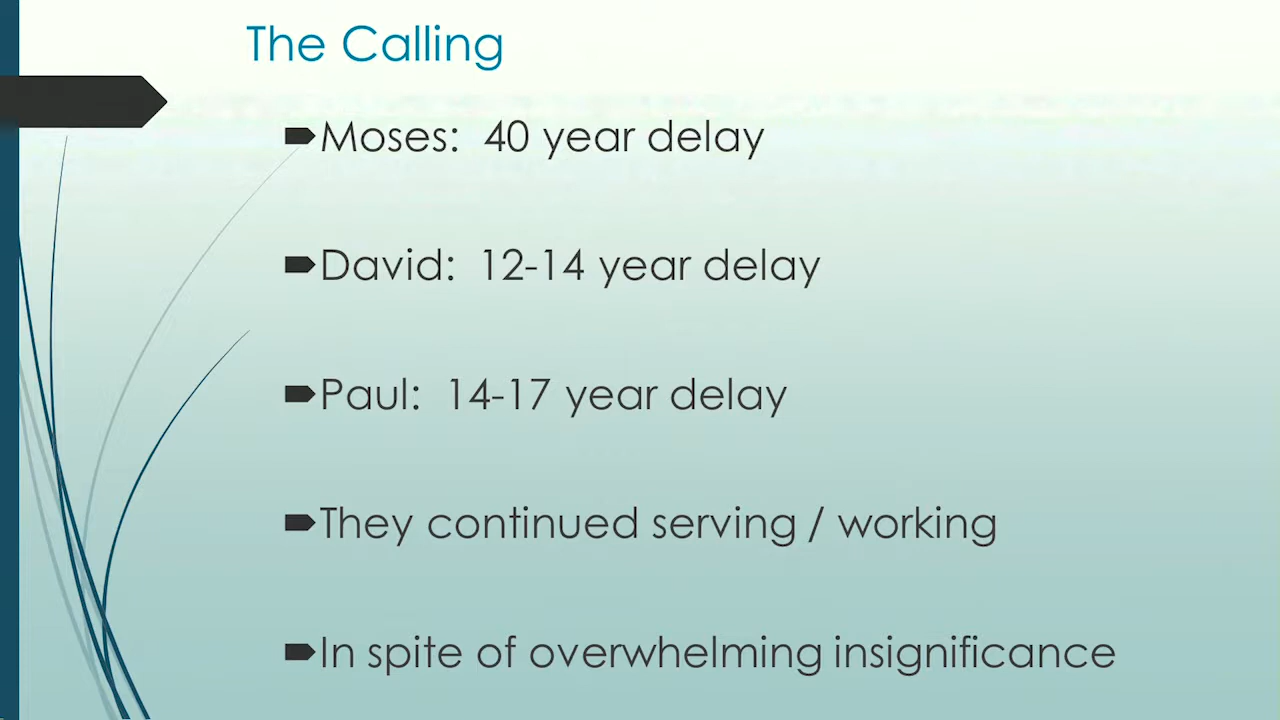 The Calling
Moses:  40 year delay
David:  12-14 year delay
Paul:  14-17 year delay
They continued serving / working
In spite of overwhelming insignificance